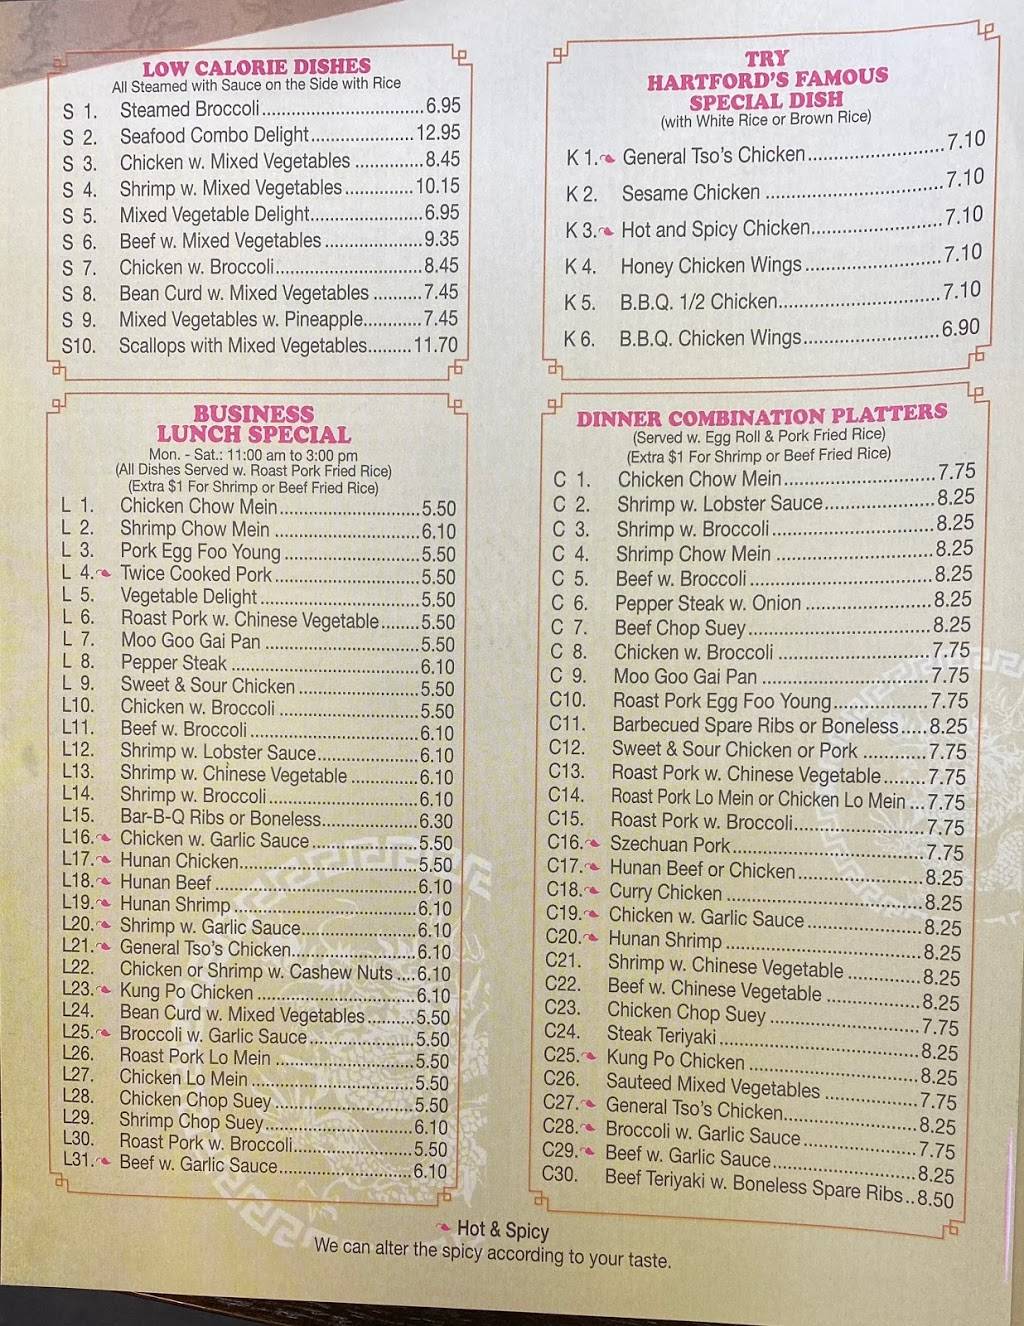 LOW CALORIE DISHES
All Steamed with Sauce on the Side with Rice
S 1. Steamed Broccoli 6.95
S 2. Seafood Combo Delight 12.95
S 3. Chicken w. Mixed Vegetables 8.45
S 4. Shrimp w. Mixed Vegetables 10.15
S 5. Mixed Vegetable Delight 6.95
S 6. Beef w. Mixed Vegetables 9.35
S 7. Chicken w. Broccoli 8.45
S 8. Bean Curd w. Mixed Vegetables 7.45
S 9. Mixed Vegetables w. Pineapple 7.45
S10. Scallops with Mixed Vegetables 11.70
TRY
HARTFORD'S FAMOUS
SPECIAL DISH
(with White Rice or Brown Rice)
K 1. General Tso's Chicken 7.10
K 2. Sesame Chicken 7.10
K 3. Hot and Spicy Chicken 7.10
K 4. Honey Chicken Wings 7.10
K 5. B.B.Q. 1/2 Chicken 7.10
K 6. B.B.Q. Chicken Wings 6.90
BUSINESS
LUNCH SPECIAL
Mon. - Sat.: 11:00 am to 3:00 pm
(All Dishes Served w. Roast Pork Fried Rice)
(Extra $1 For Shrimp or Beef Fried Rice)
L 1. Chicken Chow Mein 5.50
L 2. Shrimp Chow Mein 6.10
L 3. Pork Egg Foo Young 5.50
L 4. Twice Cooked Pork 5.50
L 5. Vegetable Delight 5.50
L 6. Roast Pork w. Chinese Vegetable 5.50
L 7. Moo Goo Gai Pan 5.50
L 8. Pepper Steak 6.10
L 9. Sweet & Sour Chicken 5.50
L10. Chicken w. Broccoli 5.50
L11. Beef w. Broccoli 6.10
L12. Shrimp w. Lobster Sauce 6.10
L13. Shrimp w. Chinese Vegetable 6.10
L14. Shrimp w. Broccoli 6.10
L15. Bar-B-Q Ribs or Boneless 6.30
L16. Chicken w. Garlic Sauce 5.50
L17. Hunan Chicken 5.50
L18. Hunan Beef 6.10
L19. Hunan Shrimp 6.10
L20. Shrimp w. Garlic Sauce 6.10
L21. General Tso's Chicken 6.10
L22. Chicken or Shrimp w. Cashew Nuts 6.10
L23. Kung Po Chicken 6.10
L24. Bean Curd w. Mixed Vegetables 5.50
L25. Broccoli w. Garlic Sauce 5.50
L26. Roast Pork Lo Mein 5.50
L27. Chicken Lo Mein 5.50
L28. Chicken Chop Suey 5.50
L29. Shrimp Chop Suey 6.10
L30. Roast Pork w. Broccoli 5.50
L31. Beef w. Garlic Sauce 6.10
DINNER COMBINATION PLATTERS
(Served w. Egg Roll & Pork Fried Rice)
(Extra $1 For Shrimp or Beef Fried Rice)
C 1. Chicken Chow Mein 7.75
C 2. Shrimp w. Lobster Sauce 8.25
C 3. Shrimp w. Broccoli 8.25
C 4. Shrimp Chow Mein 8.25
C 5. Beef w. Broccoli 8.25
C 6. Pepper Steak w. Onion 8.25
C 7. Beef Chop Suey 8.25
C 8. Chicken w. Broccoli 7.75
C 9. Moo Goo Gai Pan 7.75
C10. Roast Pork Egg Foo Young 7.75
C11. Barbecued Spare Ribs or Boneless 8.25
C12. Sweet & Sour Chicken or Pork 7.75
C13. Roast Pork w. Chinese Vegetable 7.75
C14. Roast Pork Lo Mein or Chicken Lo Mein 7.75
C15. Roast Pork w. Broccoli 7.75
C16. Szechuan Pork 7.75
C17. Hunan Beef or Chicken 8.25
C18. Curry Chicken 8.25
C19. Chicken w. Garlic Sauce 8.25
C20. Hunan Shrimp 8.25
C21. Shrimp w. Chinese Vegetable 8.25
C22. Beef w. Chinese Vegetable 8.25
C23. Chicken Chop Suey 7.75
C24. Steak Teriyaki 8.25
C25. Kung Po Chicken 8.25
C26. Sauteed Mixed Vegetables 7.75
C27. General Tso's Chicken 8.25
C28. Broccoli w. Garlic Sauce 7.75
C29. Beef w. Garlic Sauce 8.25
C30. Beef Teriyaki w. Boneless Spare Ribs 8.50
Hot & Spicy
We can alter the spicy according to your taste.